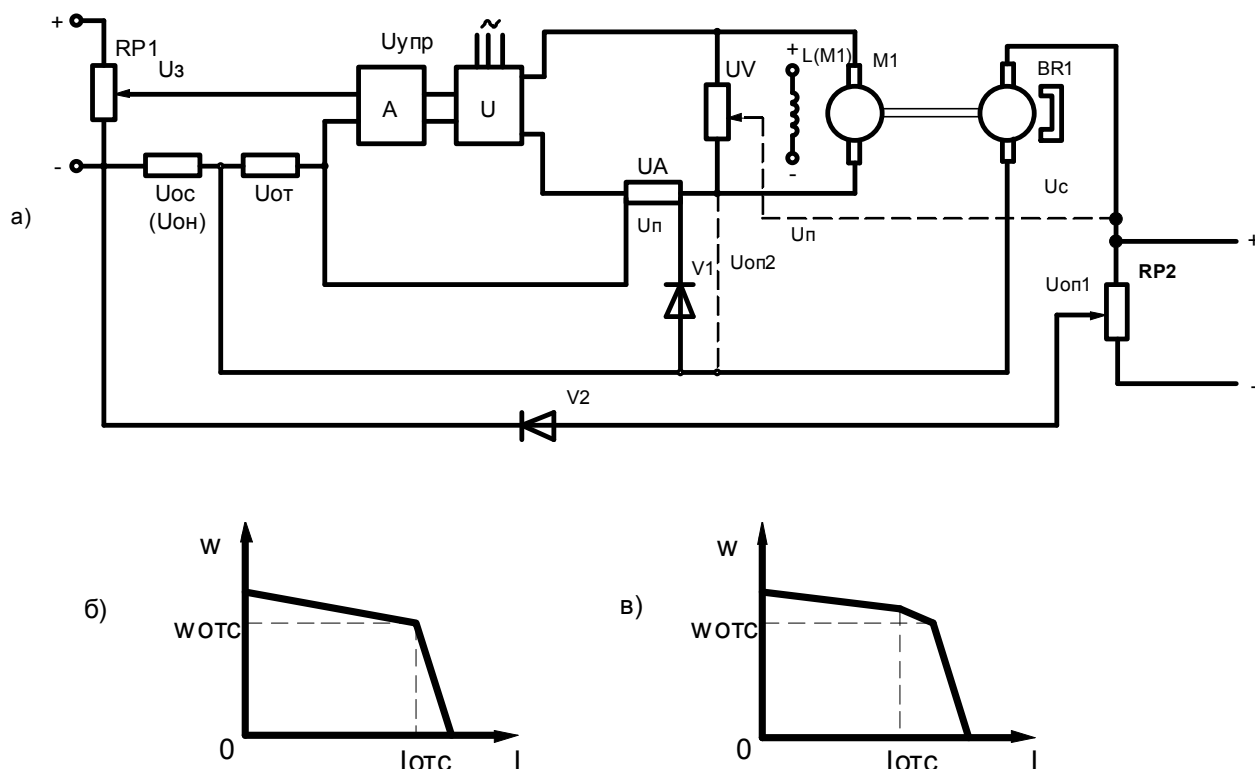 +
RP1
Uз
Uупр
~
A
U
UV
+
L(M1)
-
M1
BR1
-
Uос
(Uон)
Uот
UA
Uп
Uс
а)
Uп
V1
Uоп2
+
RP2
Uоп1
-
V2
б)
w
wотс
0
Iотс
I
в)
w
wотс
0
Iотс
I